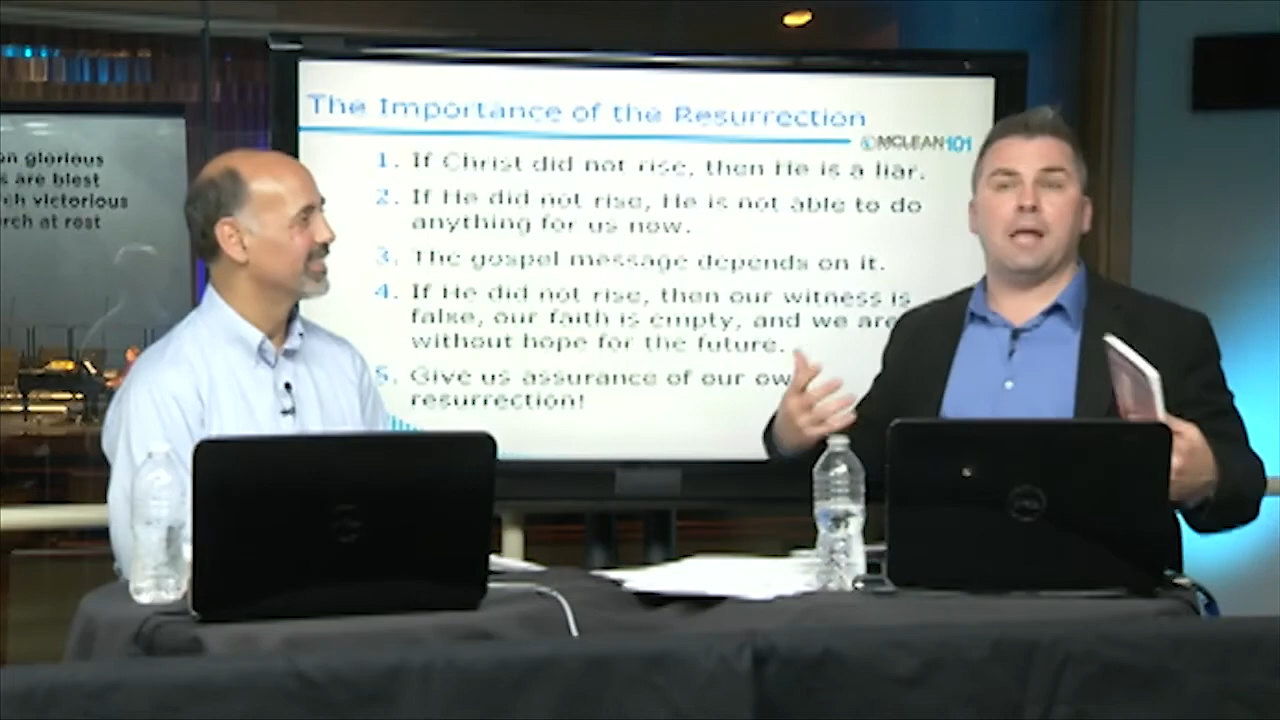 on glorious
s are blest
ch victorious
rch at rest
The Importance of the Resurrection
MCLEAN101
1. If Christ did not rise, then He is a liar.
2. If He did not rise, He is not able to do
anything for us now.
3. The gospel message depends on it.
4. If He did not rise, then our witness is
false, our faith is empty, and we are
without hope for the future.
5. Give us assurance of our ow
resurrection!
DELL